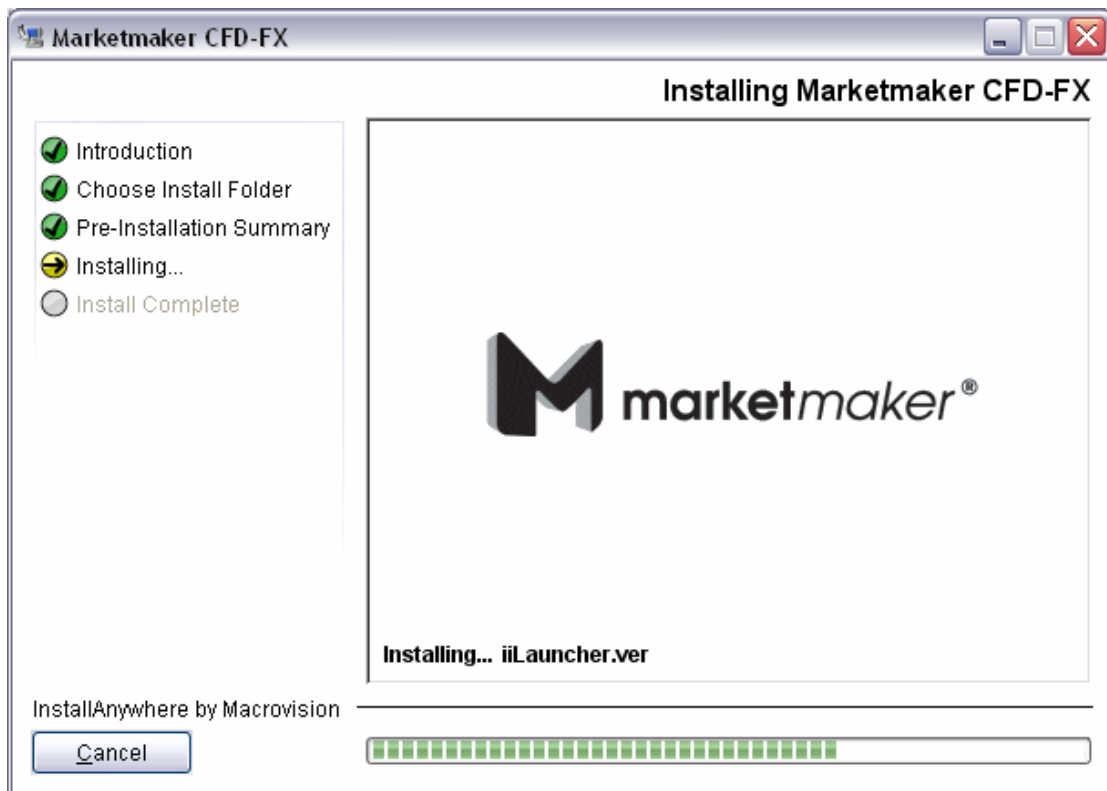 Marketmaker CFD-FX
Installing Marketmaker CFD-FX
Introduction
Choose Install Folder
Pre-Installation Summary
Installing...
Install Complete
M marketmaker®
Installing... iiLauncher.ver
InstallAnywhere by Macrovision
Cancel